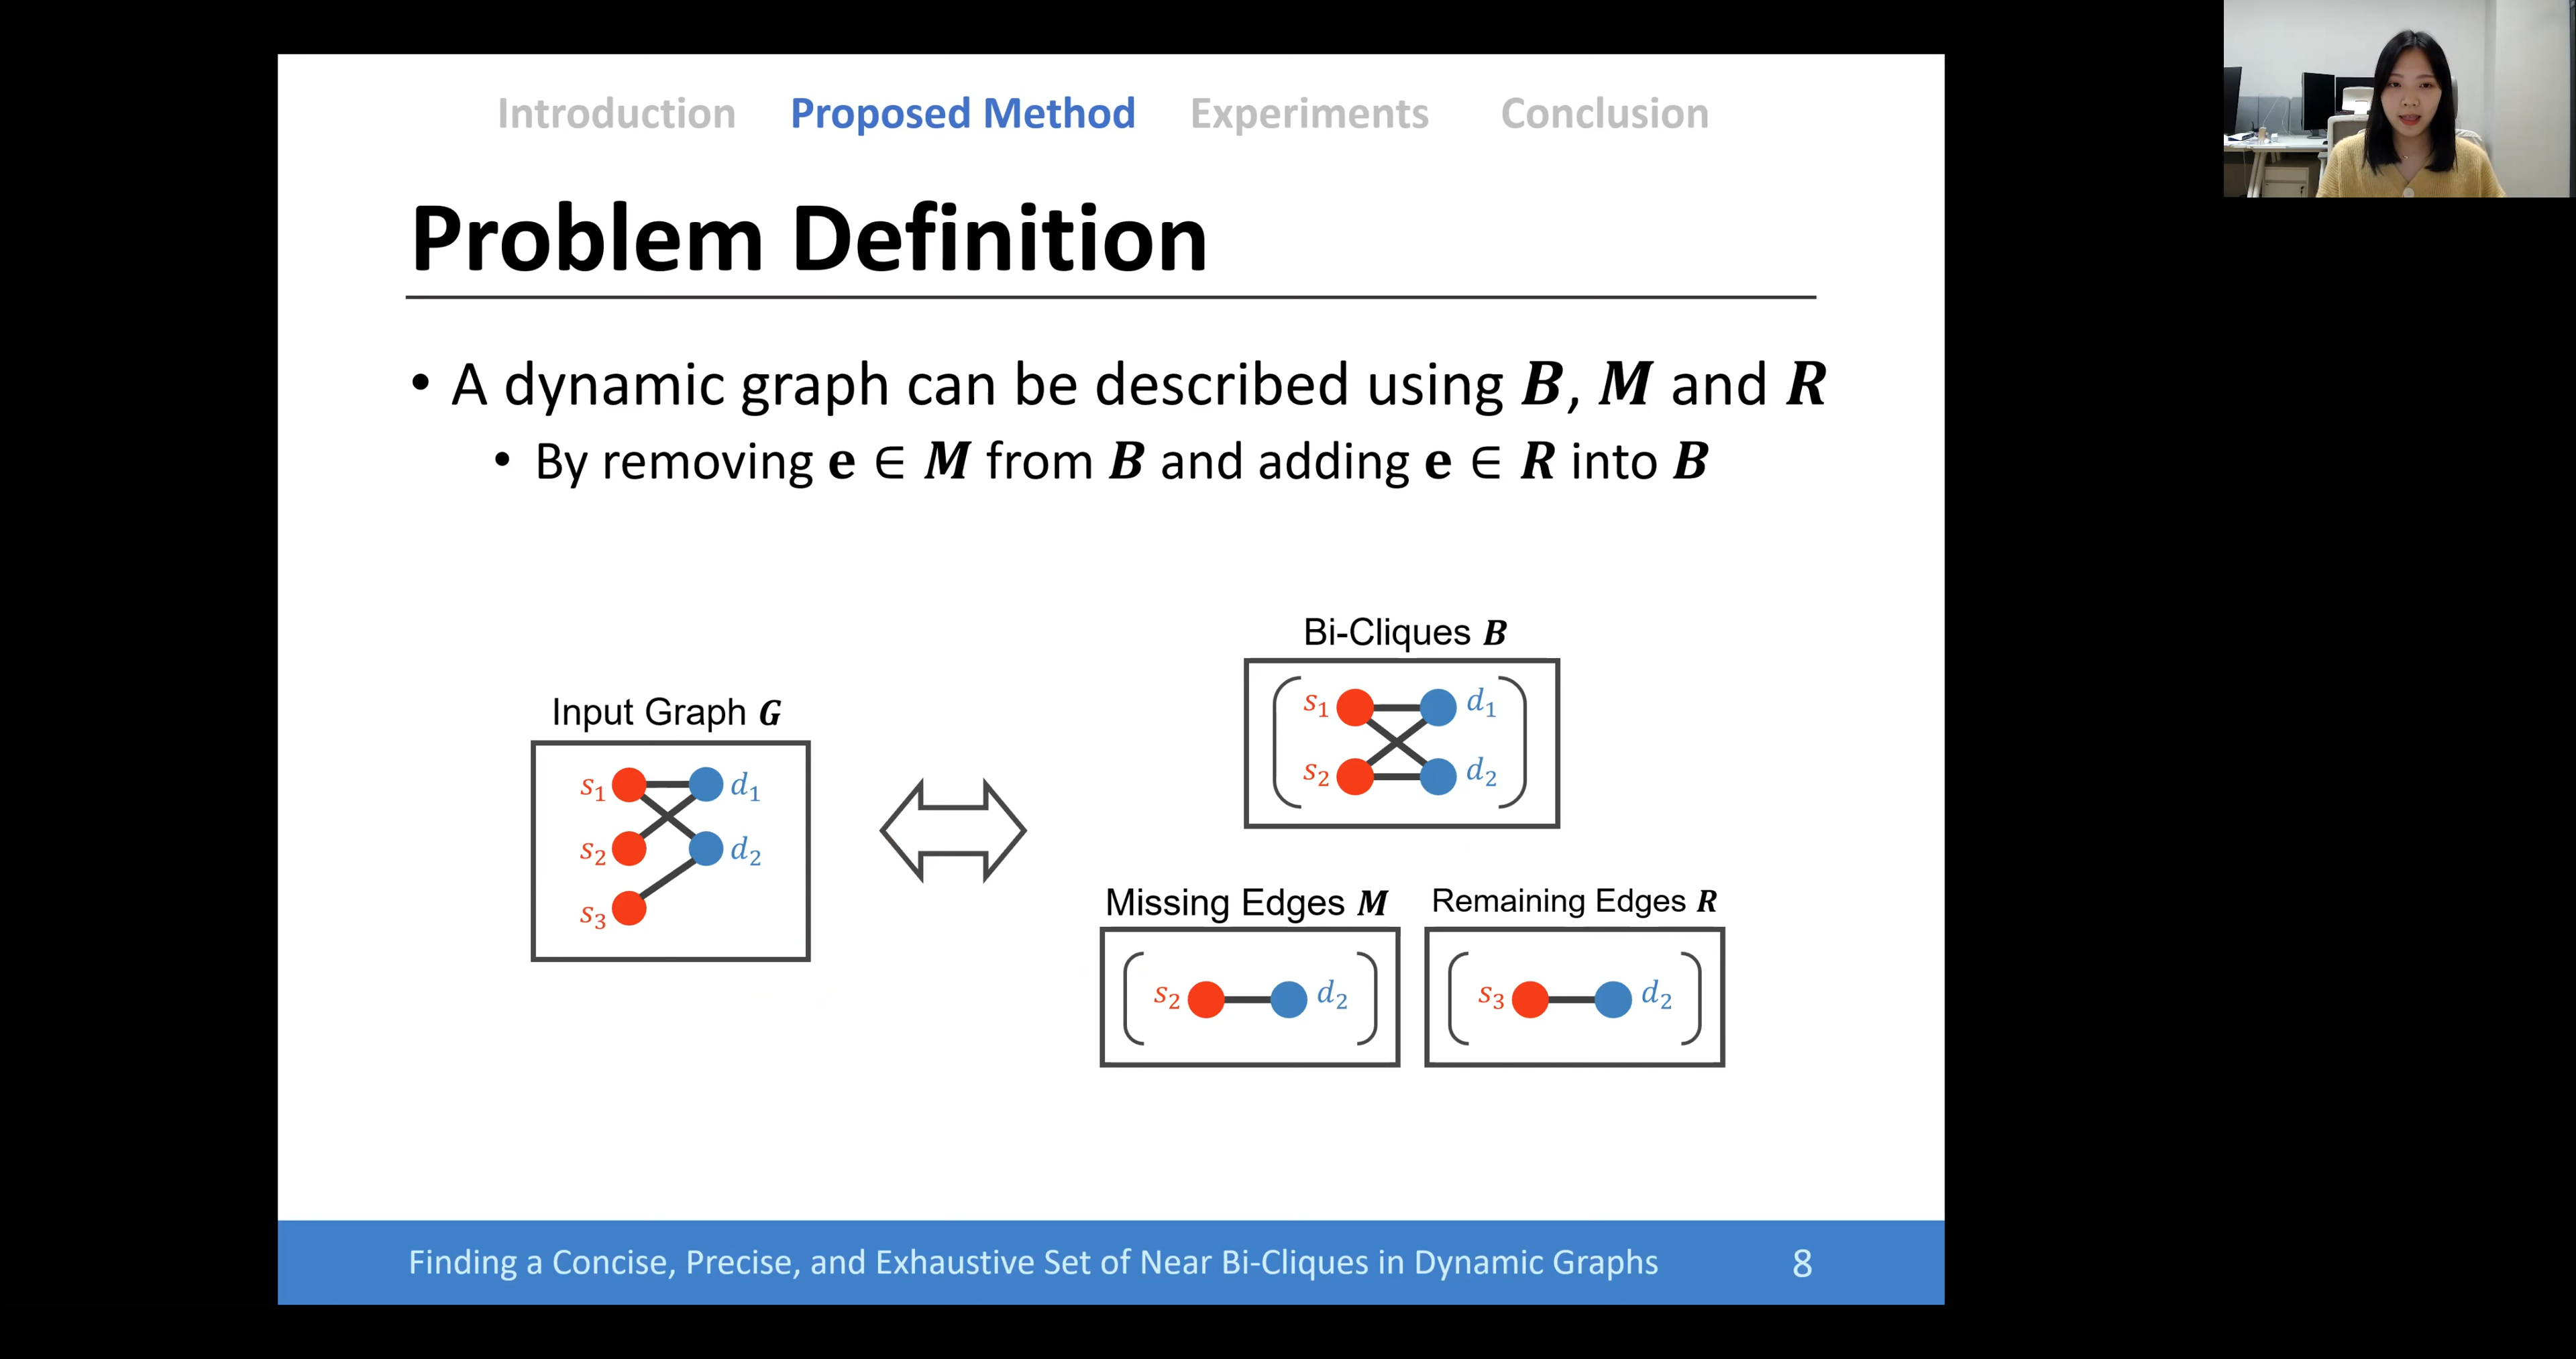 Introduction Proposed Method Experiments Conclusion
Problem Definition
• A dynamic graph can be described using B, M and R
• By removing e ∈ M from B and adding e ∈ R into B
Input Graph G
s₁ d₁
s₂ d₂
s₃
Bi-Cliques B
s₁ d₁
s₂ d₂
Missing Edges M
s₂ d₂
Remaining Edges R
s₃ d₂
Finding a Concise, Precise, and Exhaustive Set of Near Bi-Cliques in Dynamic Graphs 8